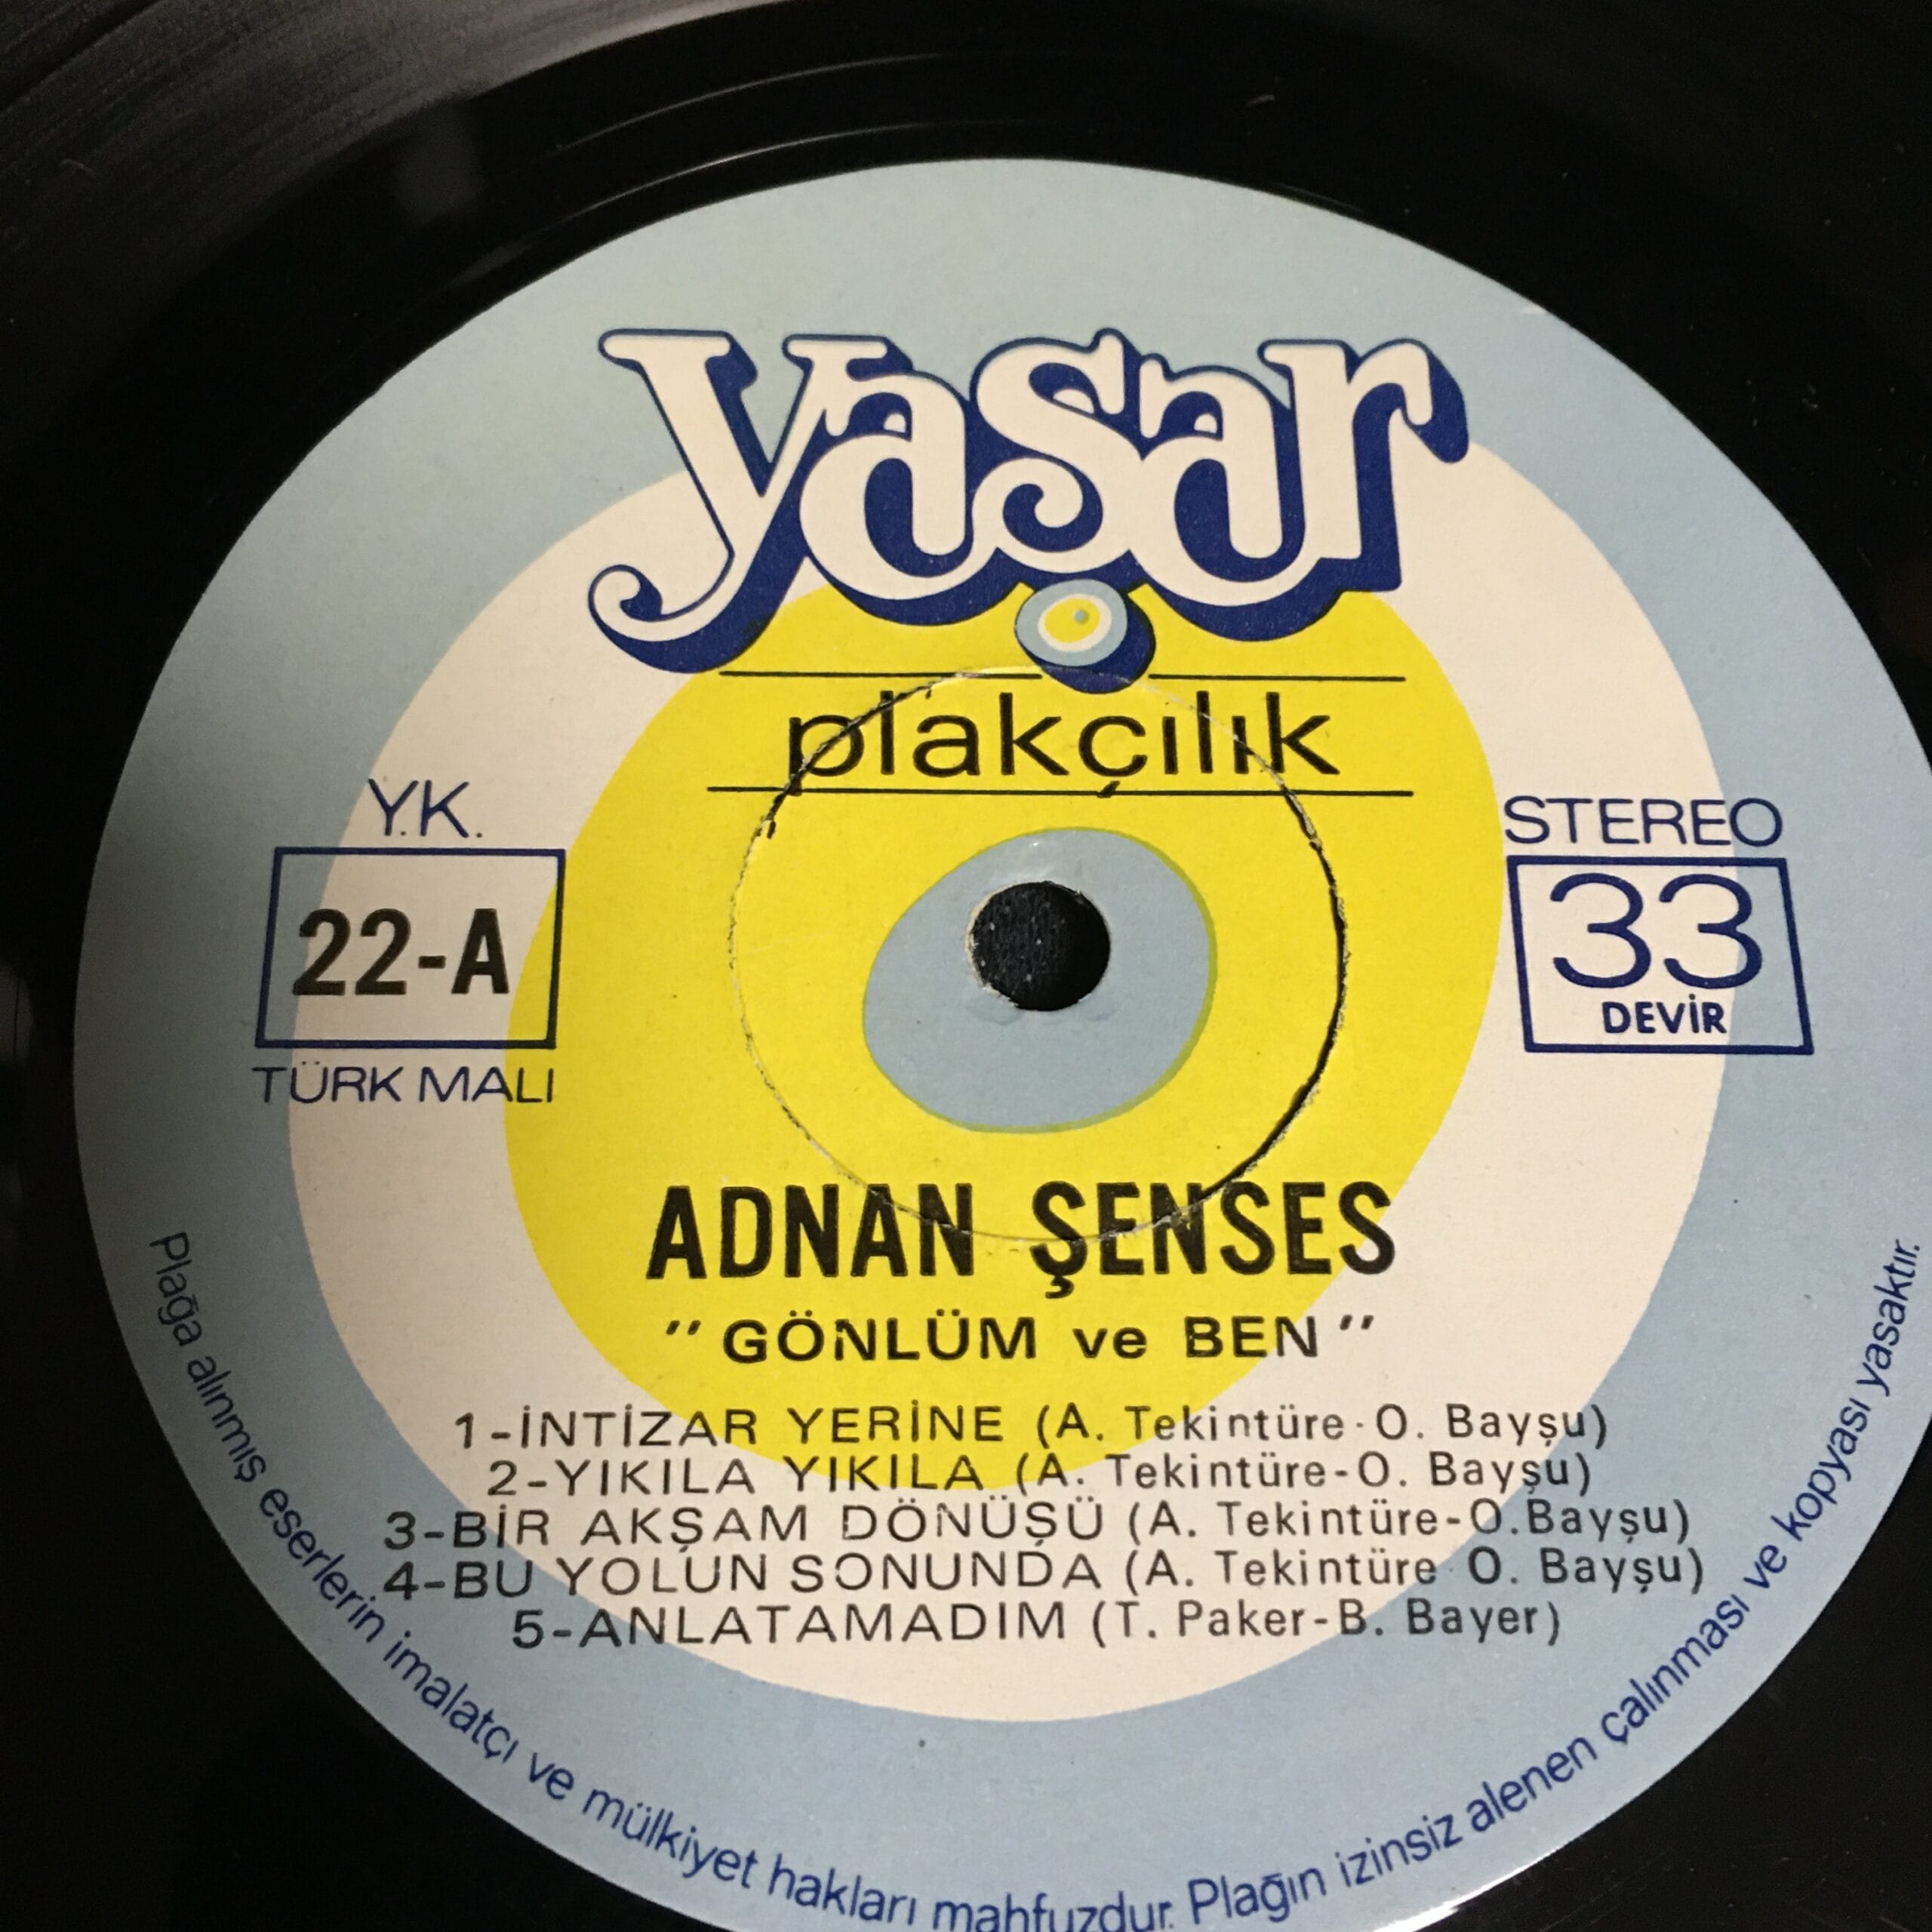 yaşar
plakçılık
Y.K.
22-A
TÜRK MALI
STEREO
33
DEVİR
ADNAN ŞENSES
"GÖNLÜM ve BEN"
1-İNTİZAR YERİNE (A. Tekintüre-O. Bayşu)
2-YIKILA YIKILA (A. Tekintüre-O. Bayşu)
3-BİR AKŞAM DÖNÜŞÜ (A. Tekintüre-O.Bayşu)
4-BU YOLUN SONUNDA (A. Tekintüre O. Bayşu)
5-ANLATAMADIM (T. Paker-B. Bayer)
Plağa alınmış eserlerin imalatçı ve mülkiyet hakları mahfuzdur. Plağın izinsiz alenen çalınması ve kopyası yasaktır.